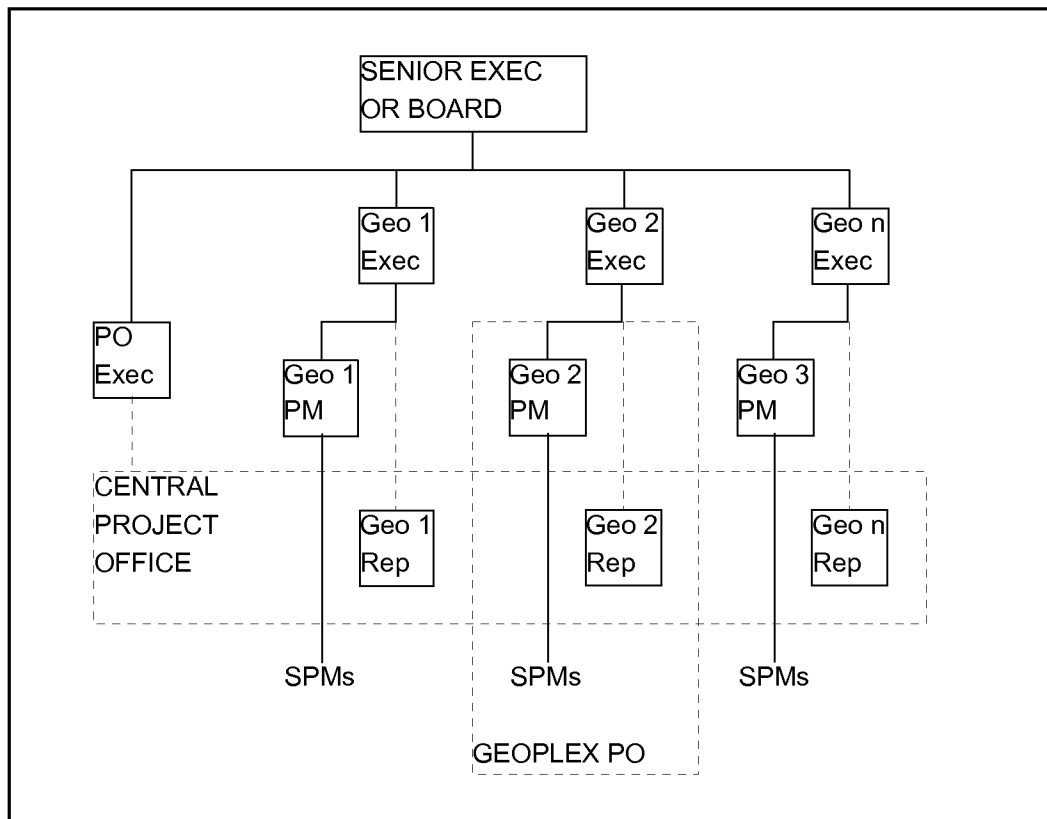 SENIOR EXEC
OR BOARD
Geo 1
Exec
Geo 2
Exec
Geo n
Exec
PO
Exec
Geo 1
PM
Geo 2
PM
Geo 3
PM
CENTRAL
PROJECT
OFFICE
Geo 1
Rep
Geo 2
Rep
Geo n
Rep
SPMs
SPMs
SPMs
GEOPLEX PO